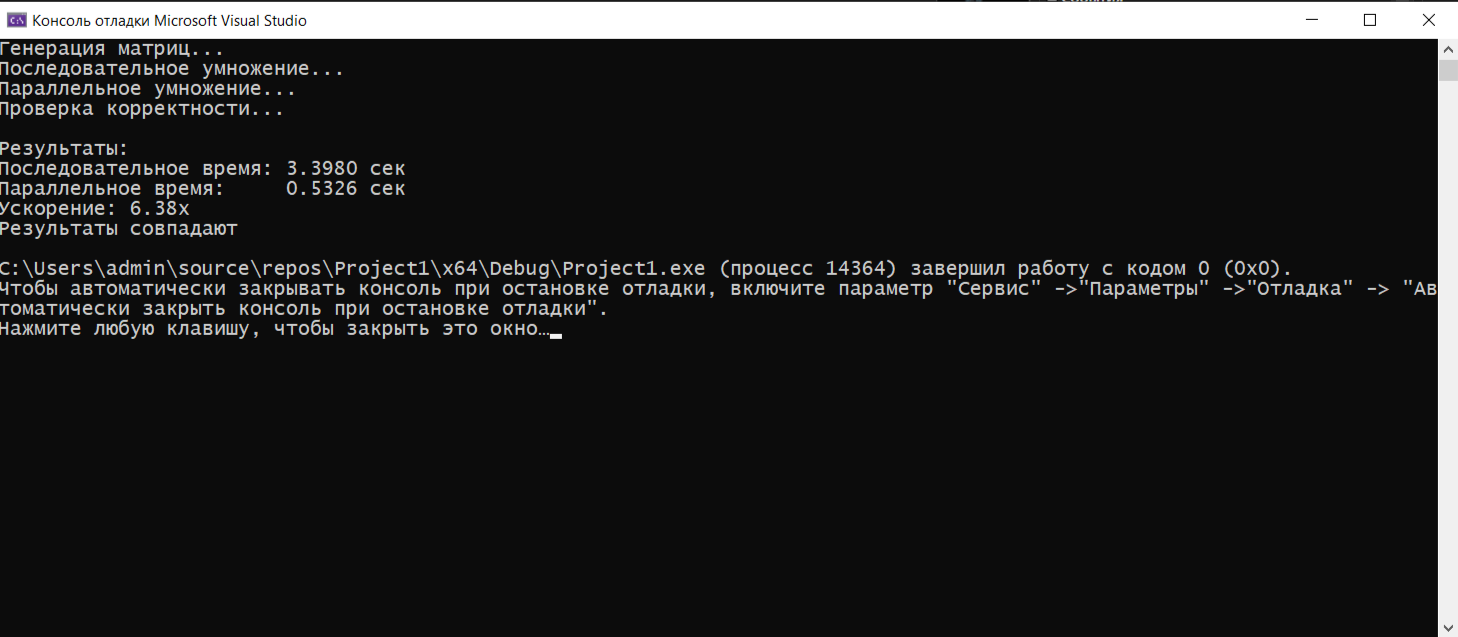 Консоль отладки Microsoft Visual Studio
Генерация матриц...
Последовательное умножение...
Параллельное умножение...
Проверка корректности...
Результаты:
Последовательное время: 3.3980 сек
Параллельное время:     0.5326 сек
Ускорение: 6.38x
Результаты совпадают
C:\Users\admin\source\repos\Project1\x64\Debug\Project1.exe (процесс 14364) завершил работу с кодом 0 (0x0).
Чтобы автоматически закрывать консоль при остановке отладки, включите параметр "Сервис" ->"Параметры" ->"Отладка" -> "Ав
томатически закрыть консоль при остановке отладки".
Нажмите любую клавишу, чтобы закрыть это окно…